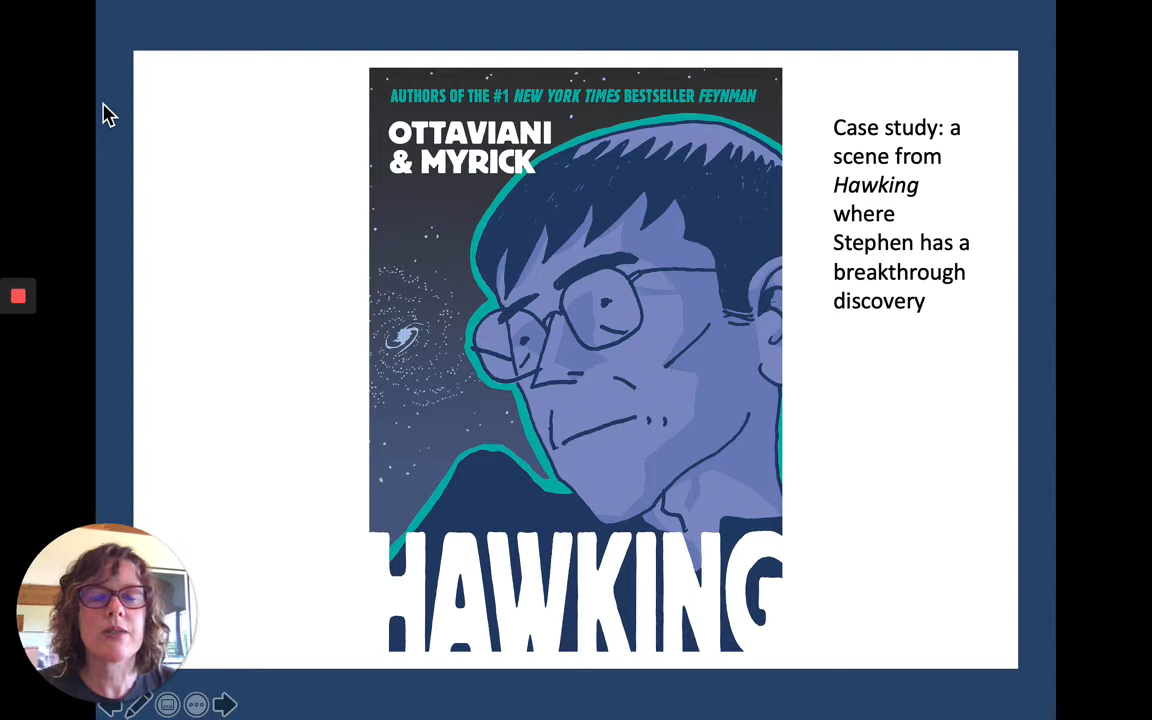 AUTHORS OF THE #1 NEW YORK TIMES BESTSELLER FEYNMAN
OTTAVIANI
& MYRICK
HAWKING
Case study: a
scene from
Hawking
where
Stephen has a
breakthrough
discovery